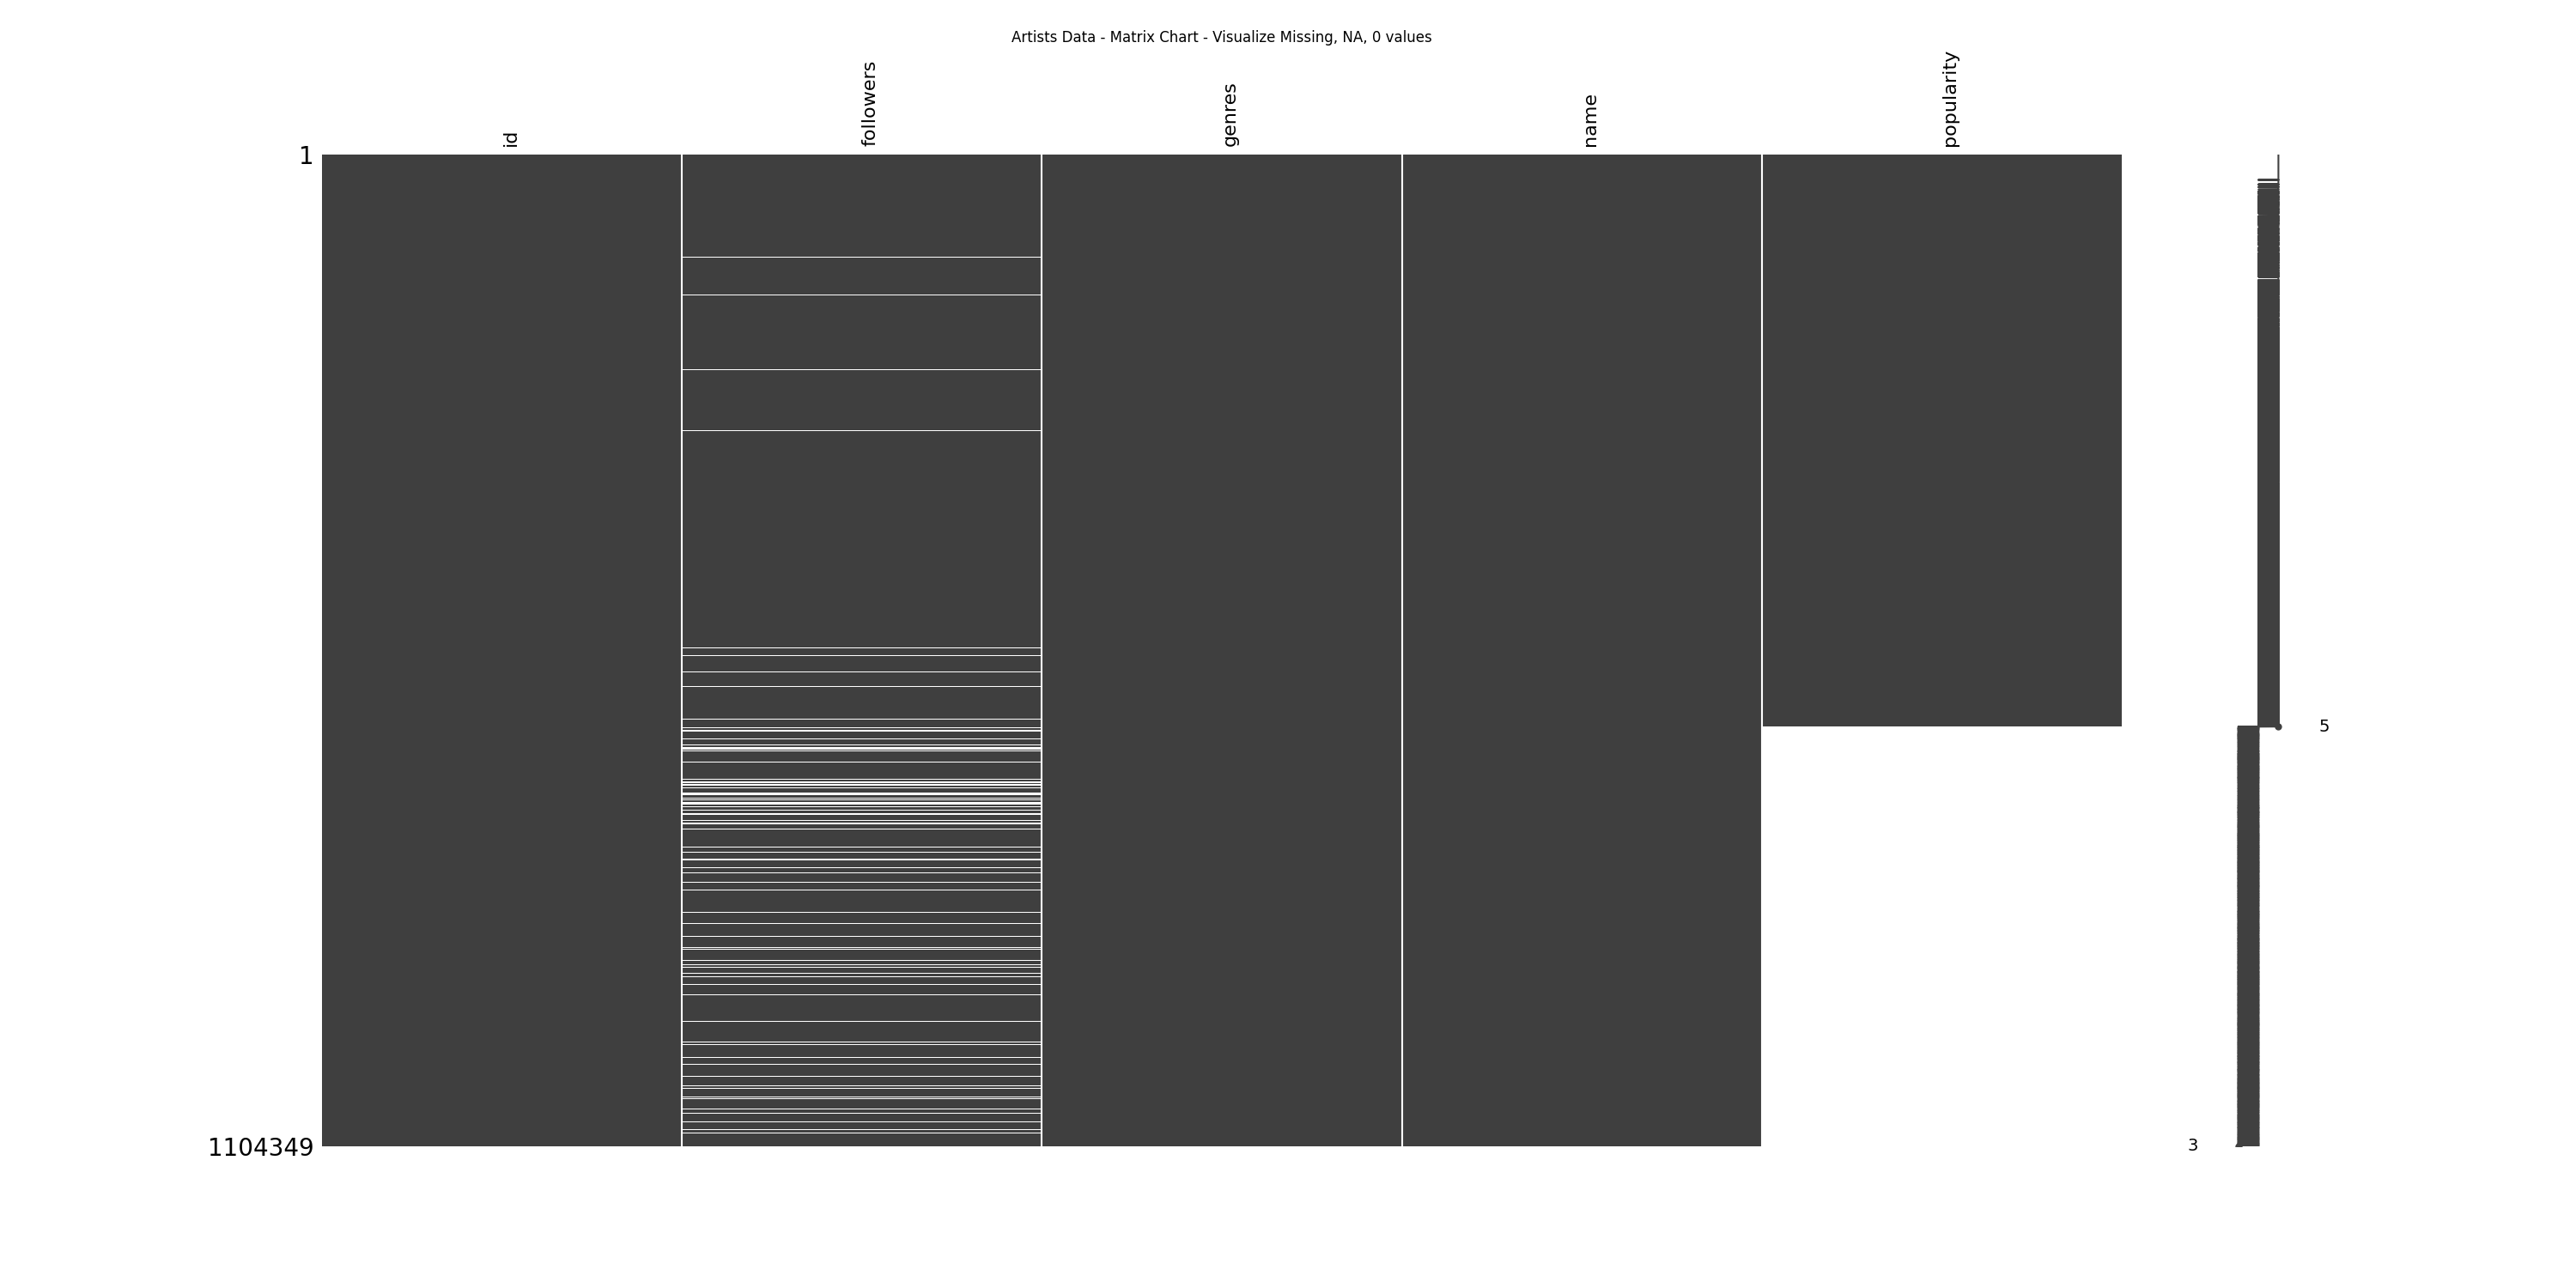 Artists Data - Matrix Chart - Visualize Missing, NA, 0 values
id
followers
genres
name
popularity
1
5
3
1104349